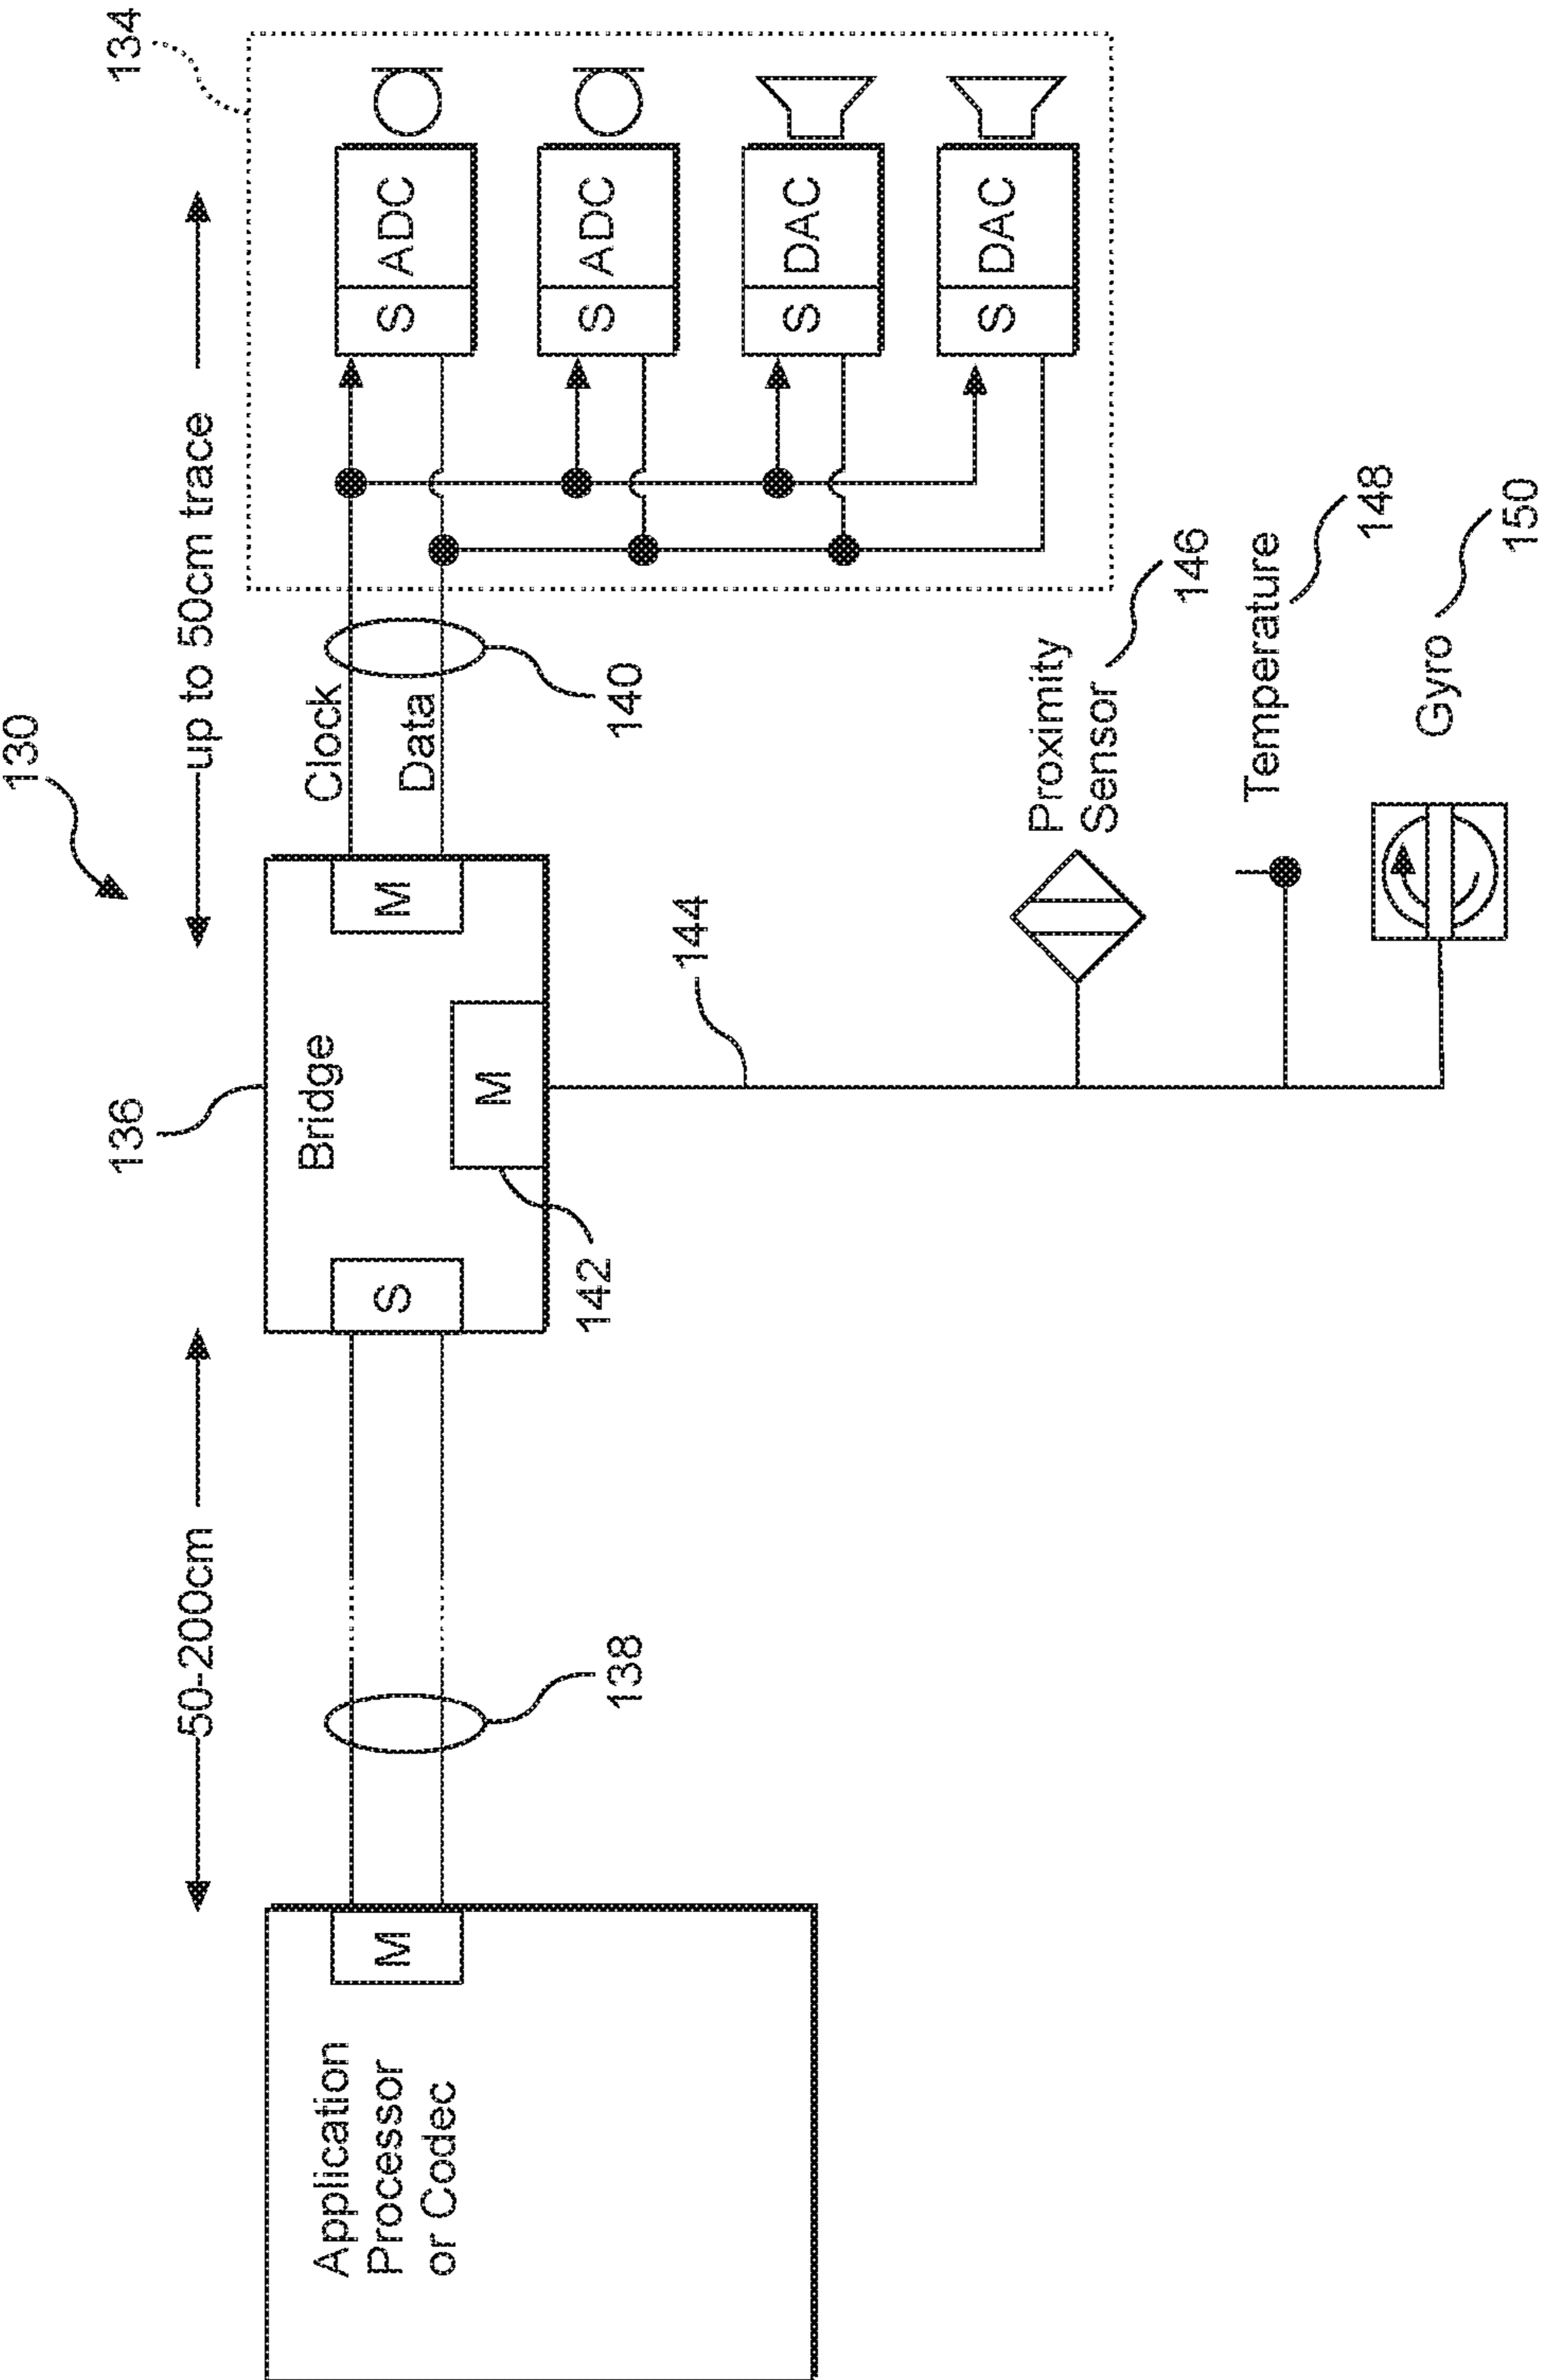 130
134
50-200cm
up to 50cm trace
136
Application
Processor
or Codec
M
138
S
Bridge
M
142
M
Clock
Data
140
S ADC
S ADC
S DAC
S DAC
144
Proximity
Sensor
146
Temperature
148
Gyro
150